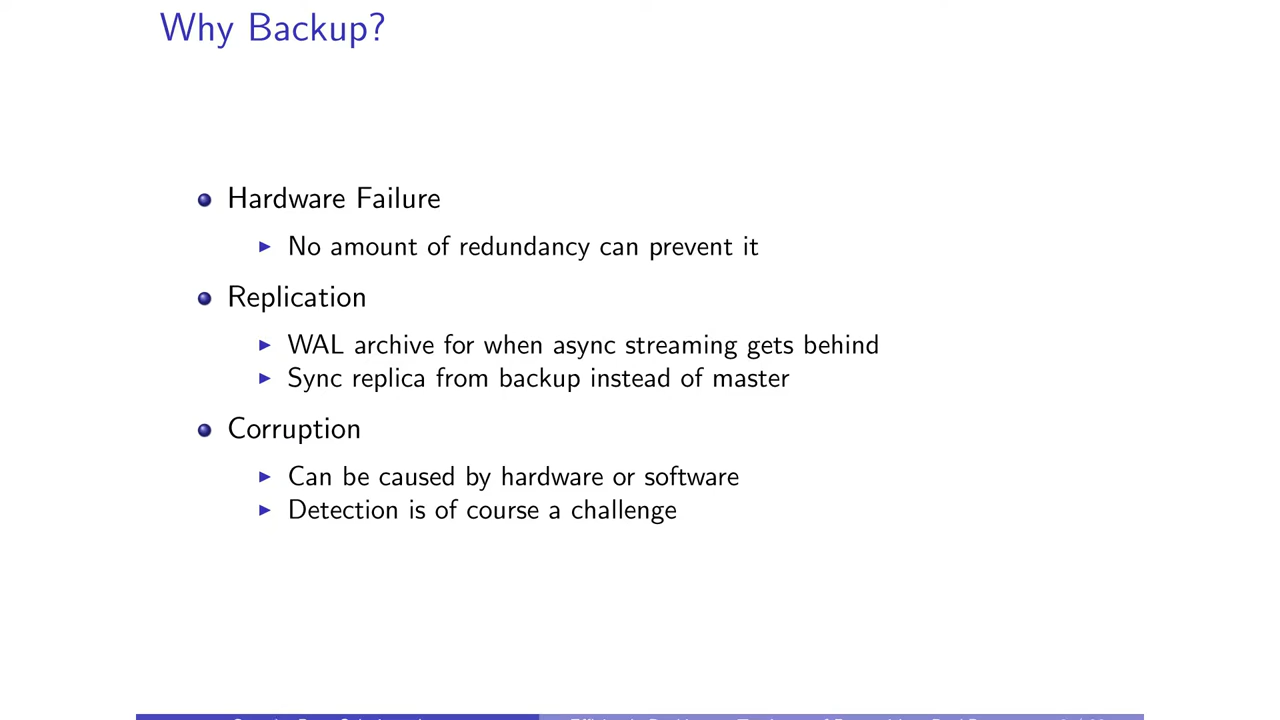 Why Backup?
Hardware Failure
No amount of redundancy can prevent it
Replication
WAL archive for when async streaming gets behind
Sync replica from backup instead of master
Corruption
Can be caused by hardware or software
Detection is of course a challenge